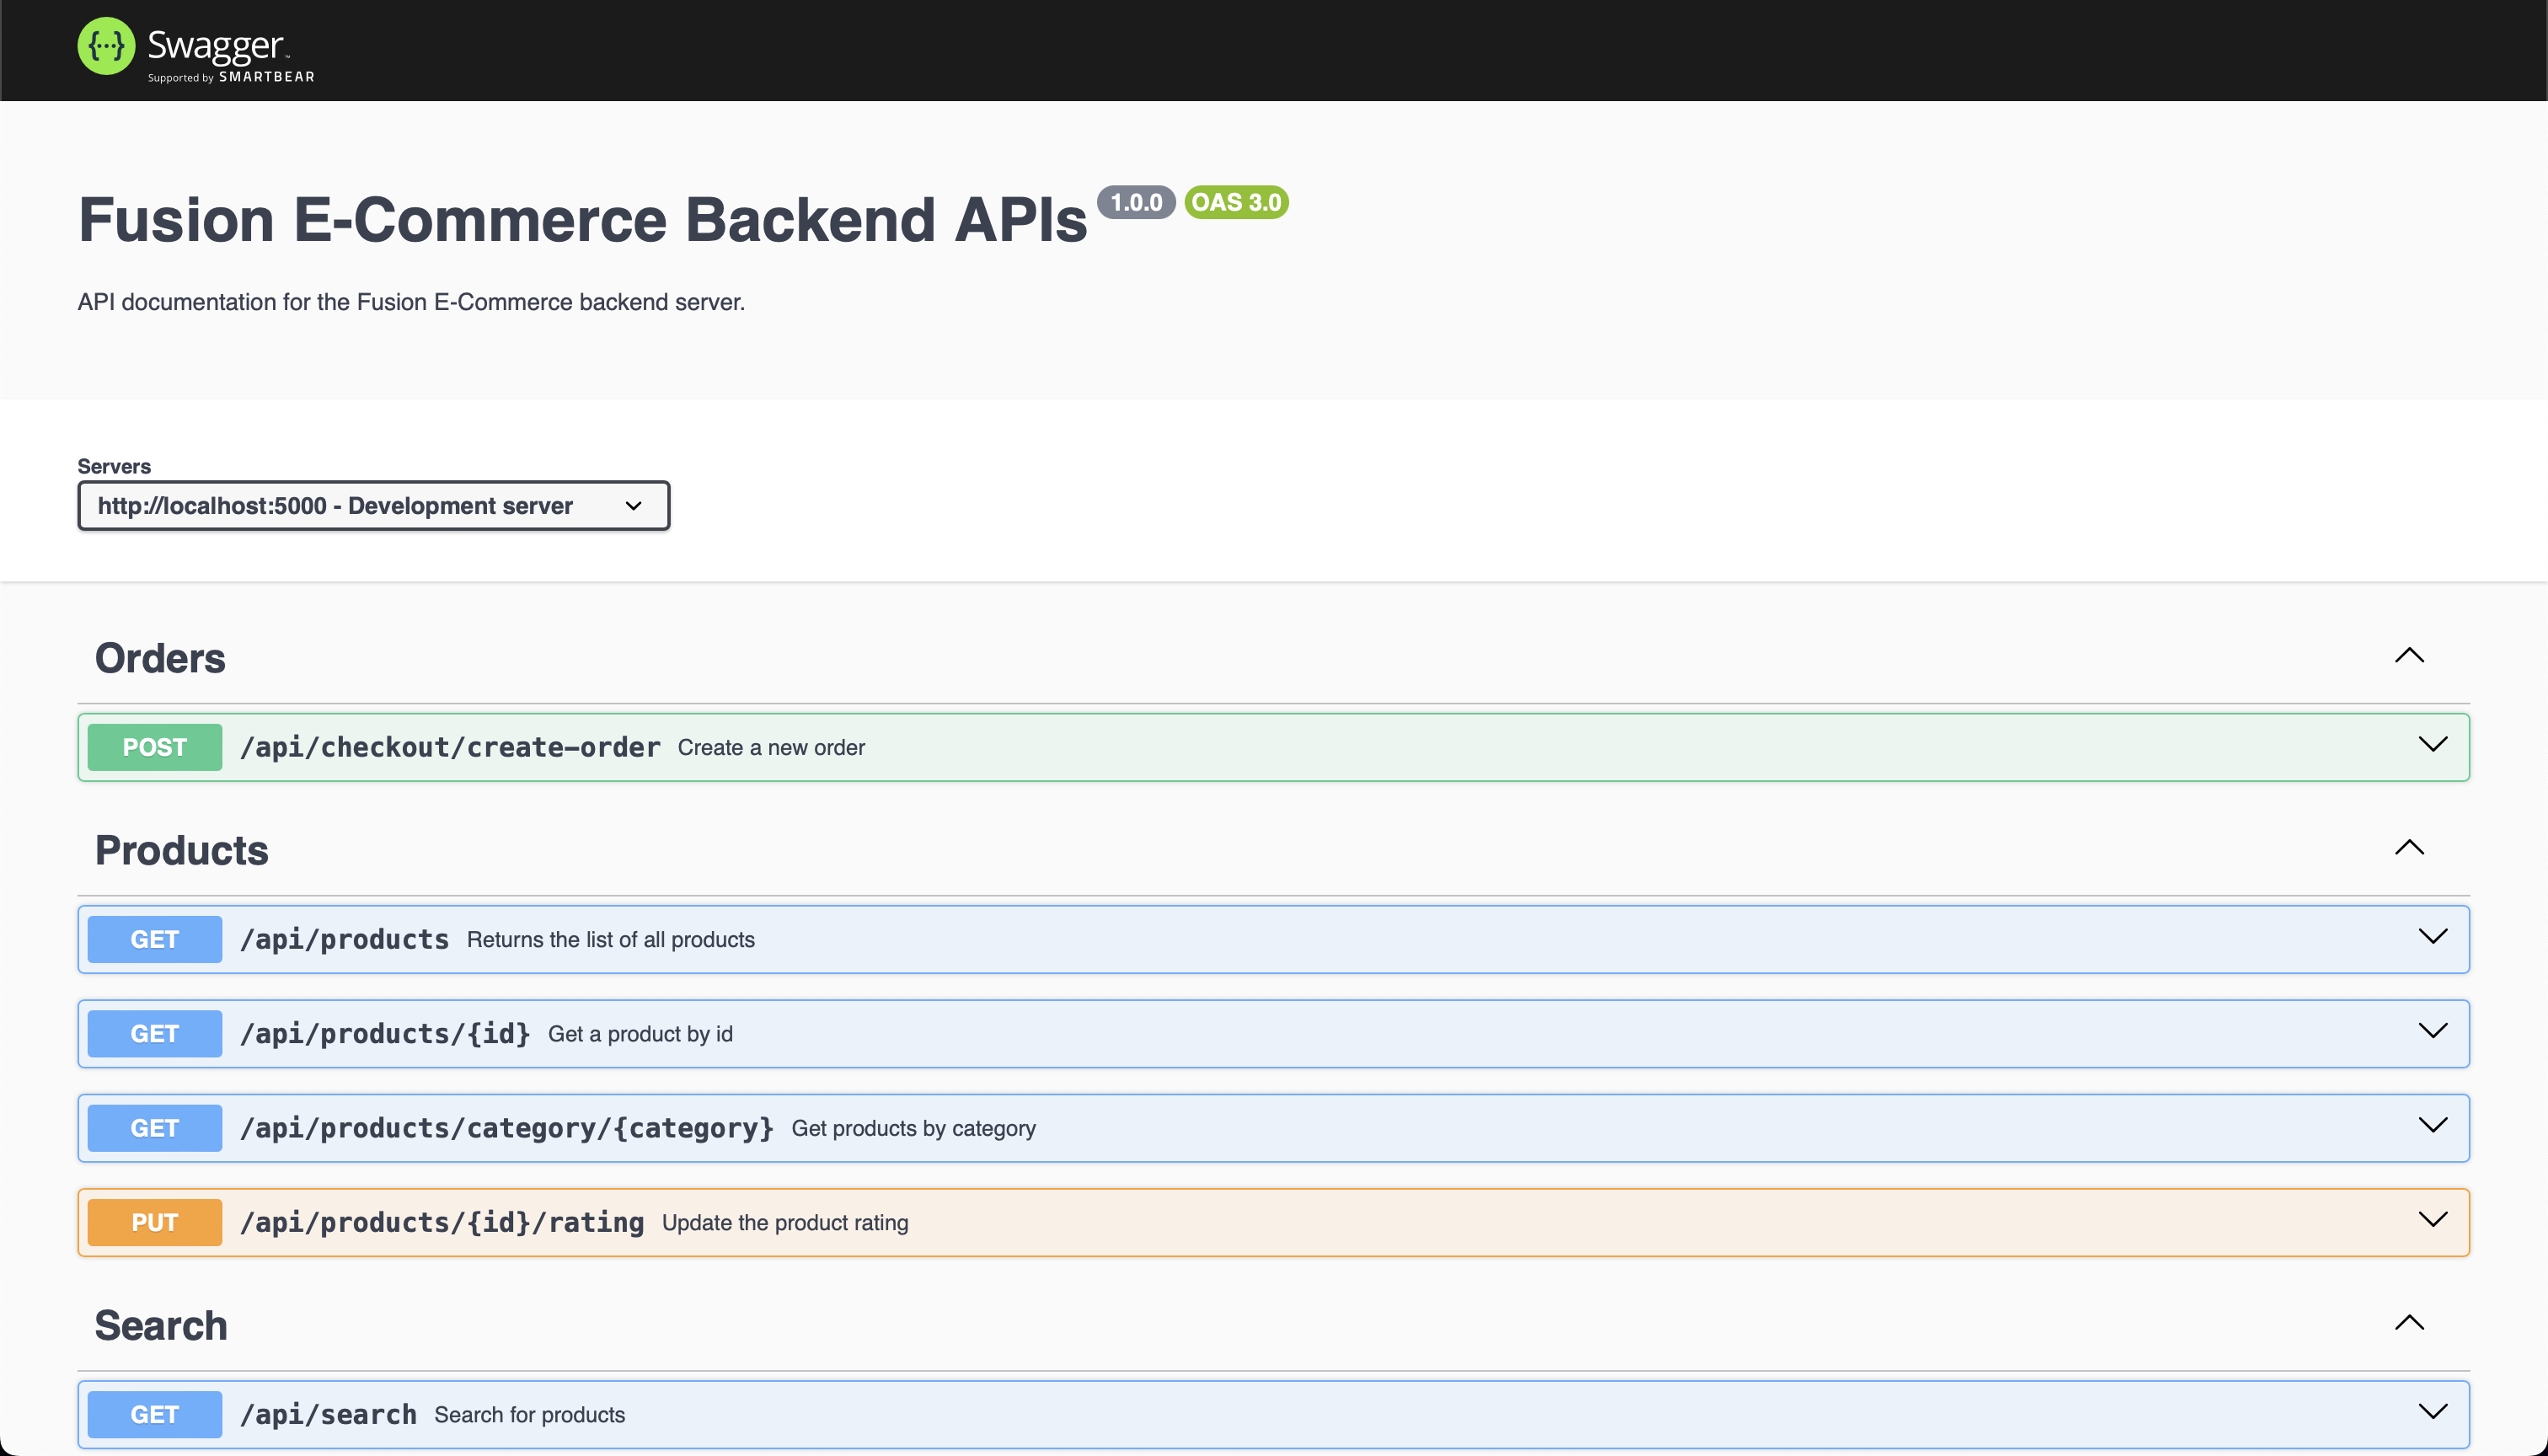 {···} Swagger™
Supported by SMARTBEAR
Fusion E-Commerce Backend APIs 1.0.0 OAS 3.0
API documentation for the Fusion E-Commerce backend server.
Servers
http://localhost:5000 - Development server
Orders
POST /api/checkout/create-order Create a new order
Products
GET /api/products Returns the list of all products
GET /api/products/{id} Get a product by id
GET /api/products/category/{category} Get products by category
PUT /api/products/{id}/rating Update the product rating
Search
GET /api/search Search for products